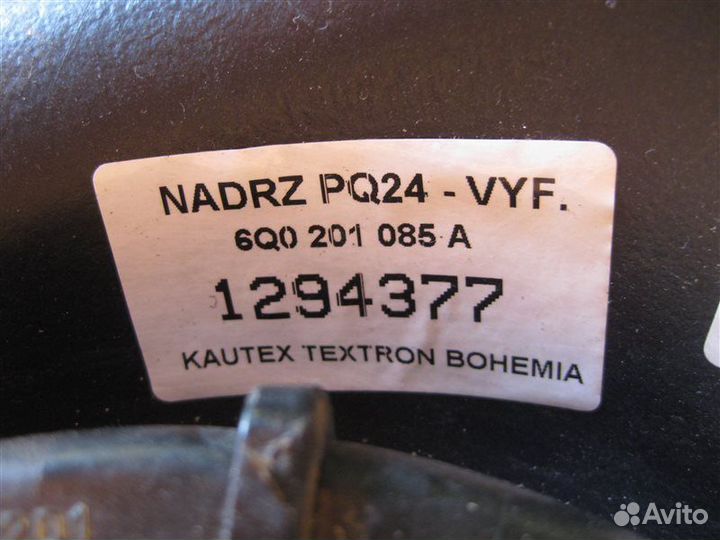 NADRZ PQ24 - VYF.
6Q0 201 085 A
1294377
KAUTEX TEXTRON BOHEMIA
Avito